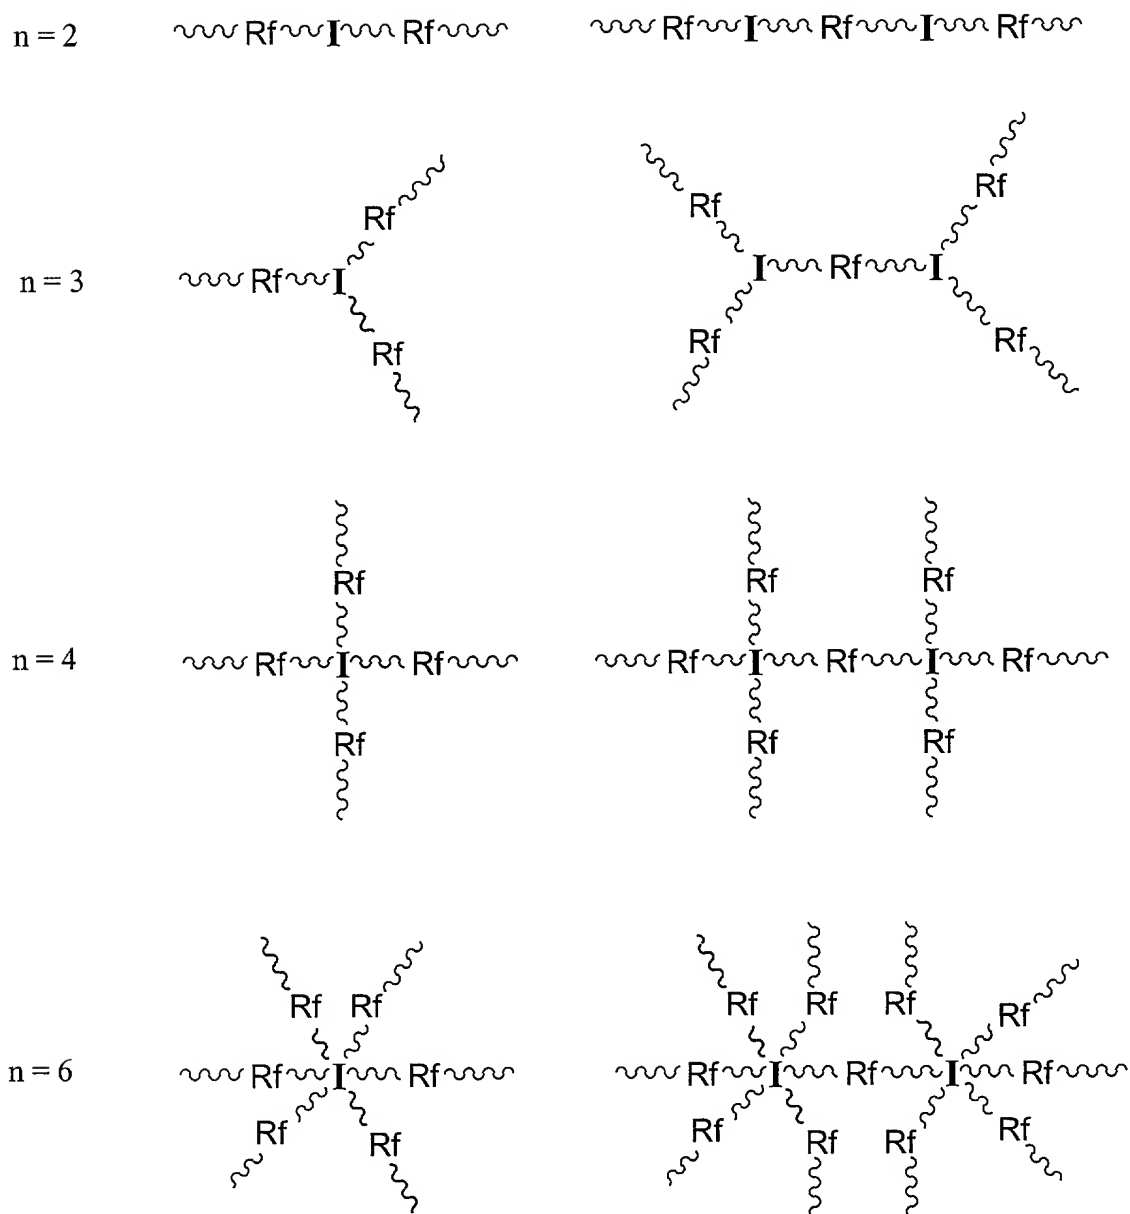 n = 2 Rf I Rf Rf I Rf I Rf
Rf
Rf Rf
n = 3 Rf I I Rf I
Rf Rf Rf
Rf Rf Rf
n = 4 Rf I Rf Rf I Rf I Rf
Rf Rf Rf
Rf Rf Rf Rf Rf Rf
n = 6 Rf I Rf Rf I Rf I Rf
Rf Rf Rf Rf Rf Rf